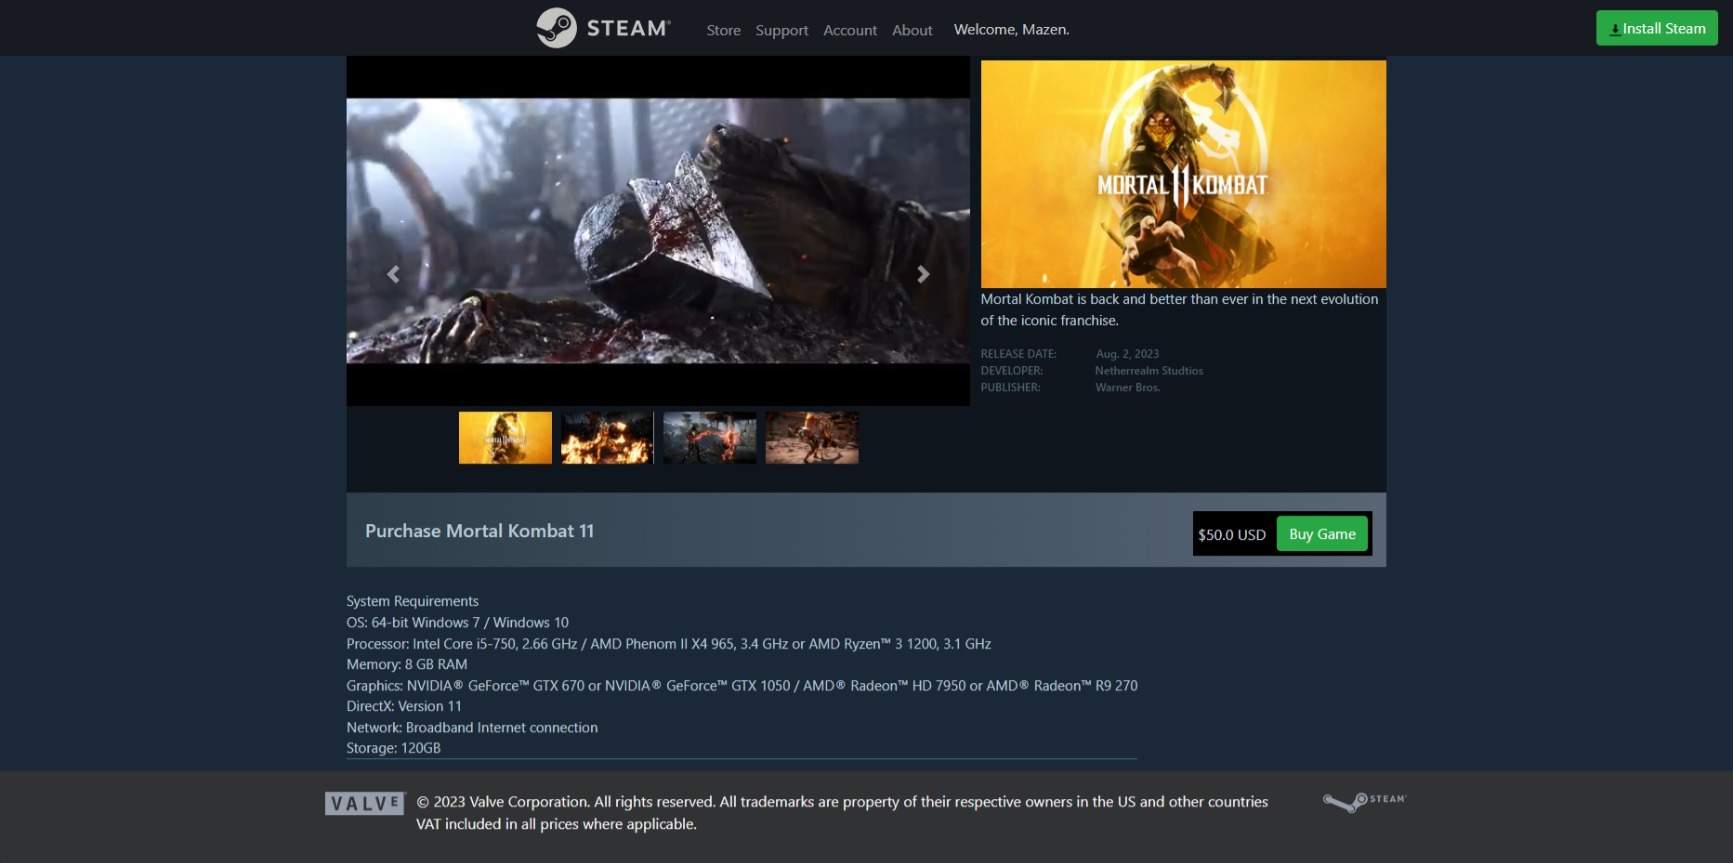 STEAM®
Store Support Account About Welcome, Mazen.
Install Steam
MORTAL 11 KOMBAT
Mortal Kombat is back and better than ever in the next evolution
of the iconic franchise.
RELEASE DATE: Aug. 2, 2023
DEVELOPER: Netherrealm Studtios
PUBLISHER: Warner Bros.
MORTAL 11 KOMBAT
Purchase Mortal Kombat 11
$50.0 USD Buy Game
System Requirements
OS: 64-bit Windows 7 / Windows 10
Processor: Intel Core i5-750, 2.66 GHz / AMD Phenom II X4 965, 3.4 GHz or AMD Ryzen™ 3 1200, 3.1 GHz
Memory: 8 GB RAM
Graphics: NVIDIA® GeForce™ GTX 670 or NVIDIA® GeForce™ GTX 1050 / AMD® Radeon™ HD 7950 or AMD® Radeon™ R9 270
DirectX: Version 11
Network: Broadband Internet connection
Storage: 120GB
VALVE
© 2023 Valve Corporation. All rights reserved. All trademarks are property of their respective owners in the US and other countries
VAT included in all prices where applicable.
STEAM™